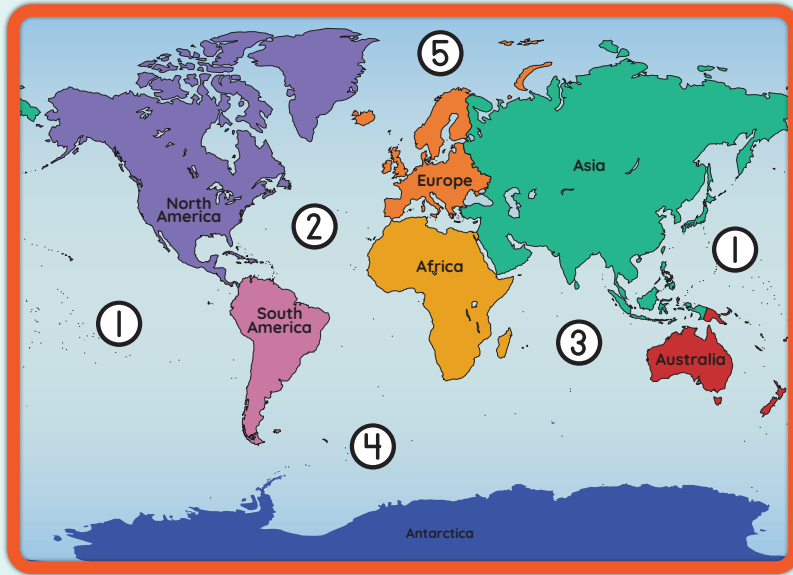 5
Asia
Europe
North
America
2
1
Africa
1
South
America
3
Australia
4
Antarctica